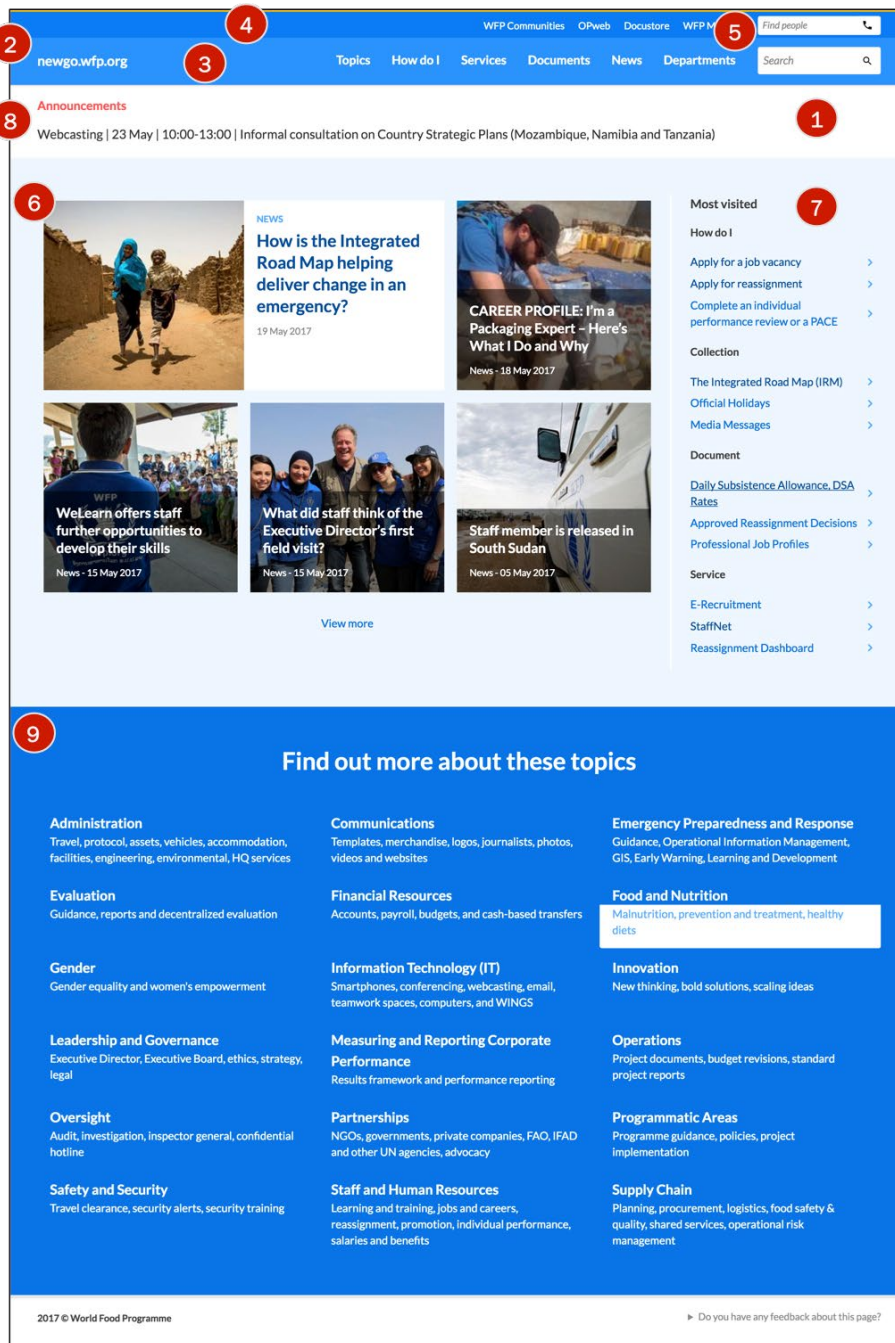 4
WFP Communities OPweb Docustore WFP M
5
Find people
2
newgo.wfp.org
3
Topics How do I Services Documents News Departments
Search
Announcements
8
1
Webcasting | 23 May | 10:00-13:00 | Informal consultation on Country Strategic Plans (Mozambique, Namibia and Tanzania)
6
NEWS
How is the Integrated
Road Map helping
deliver change in an
emergency?
19 May 2017
CAREER PROFILE: I'm a
Packaging Expert – Here's
What I Do and Why
News - 18 May 2017
WFP
WeLearn offers staff
further opportunities to
develop their skills
News - 15 May 2017
What did staff think of the
Executive Director's first
field visit?
News - 15 May 2017
Staff member is released in
South Sudan
News - 05 May 2017
View more
Most visited
7
How do I
Apply for a job vacancy
Apply for reassignment
Complete an individual
performance review or a PACE
Collection
The Integrated Road Map (IRM)
Official Holidays
Media Messages
Document
Daily Subsistence Allowance, DSA
Rates
Approved Reassignment Decisions
Professional Job Profiles
Service
E-Recruitment
StaffNet
Reassignment Dashboard
9
Find out more about these topics
Administration
Travel, protocol, assets, vehicles, accommodation,
facilities, engineering, environmental, HQ services
Communications
Templates, merchandise, logos, journalists, photos,
videos and websites
Emergency Preparedness and Response
Guidance, Operational Information Management,
GIS, Early Warning, Learning and Development
Evaluation
Guidance, reports and decentralized evaluation
Financial Resources
Accounts, payroll, budgets, and cash-based transfers
Food and Nutrition
Malnutrition, prevention and treatment, healthy
diets
Gender
Gender equality and women's empowerment
Information Technology (IT)
Smartphones, conferencing, webcasting, email,
teamwork spaces, computers, and WINGS
Innovation
New thinking, bold solutions, scaling ideas
Leadership and Governance
Executive Director, Executive Board, ethics, strategy,
legal
Measuring and Reporting Corporate
Performance
Results framework and performance reporting
Operations
Project documents, budget revisions, standard
project reports
Oversight
Audit, investigation, inspector general, confidential
hotline
Partnerships
NGOs, governments, private companies, FAO, IFAD
and other UN agencies, advocacy
Programmatic Areas
Programme guidance, policies, project
implementation
Safety and Security
Travel clearance, security alerts, security training
Staff and Human Resources
Learning and training, jobs and careers,
reassignment, promotion, individual performance,
salaries and benefits
Supply Chain
Planning, procurement, logistics, food safety &
quality, shared services, operational risk
management
2017 © World Food Programme
Do you have any feedback about this page?